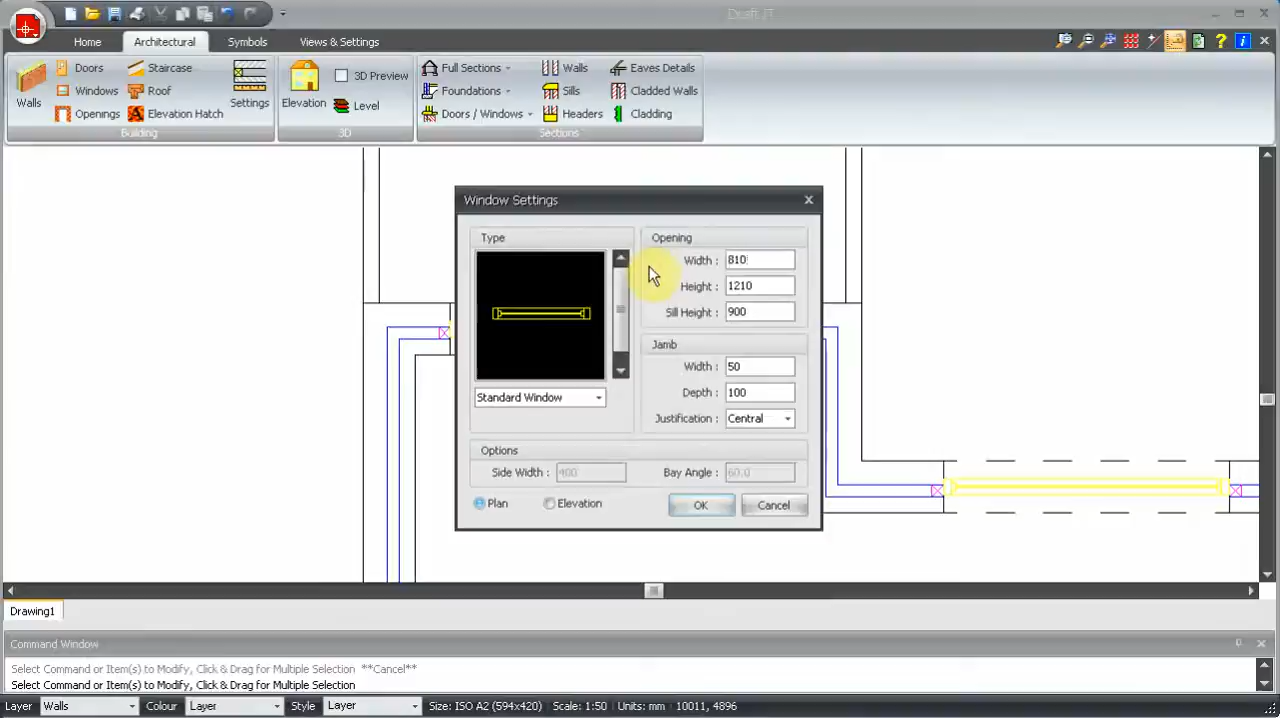 Draft IT
Home Architectural Symbols Views & Settings
Walls
Doors
Windows
Openings
Staircase
Roof
Elevation Hatch
Settings
Building
Elevation
3D Preview
Level
3D
Full Sections
Foundations
Doors / Windows
Walls
Sills
Headers
Eaves Details
Cladded Walls
Cladding
Sections
Window Settings
Type
Standard Window
Opening
Width : 810
Height : 1210
Sill Height : 900
Jamb
Width : 50
Depth : 100
Justification : Central
Options
Side Width : 400 Bay Angle : 60.0
Plan Elevation OK Cancel
Drawing1
Command Window
Select Command or Item(s) to Modify, Click & Drag for Multiple Selection **Cancel**
Select Command or Item(s) to Modify, Click & Drag for Multiple Selection
Layer Walls Colour Layer Style Layer Size: ISO A2 (594x420) Scale: 1:50 Units: mm 10011, 4896